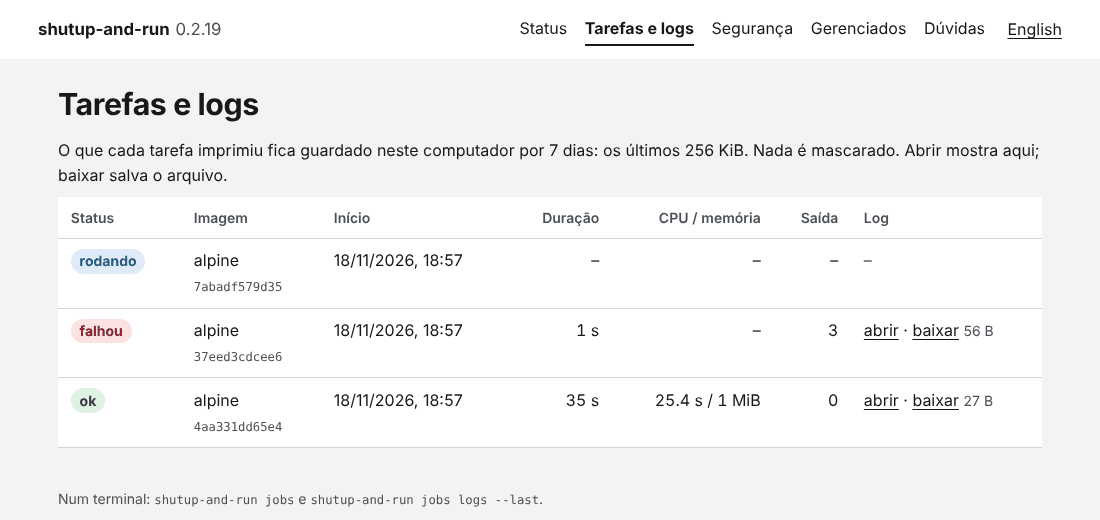 shutup-and-run 0.2.19
Status Tarefas e logs Segurança Gerenciados Dúvidas English
Tarefas e logs
O que cada tarefa imprimiu fica guardado neste computador por 7 dias: os últimos 256 KiB. Nada é mascarado. Abrir mostra aqui;
baixar salva o arquivo.
Status Imagem Início Duração CPU / memória Saída Log
rodando alpine 18/11/2026, 18:57 – – – –
7abadf579d35
falhou alpine 18/11/2026, 18:57 1 s – 3 abrir · baixar 56 B
37eed3cdcee6
ok alpine 18/11/2026, 18:57 35 s 25.4 s / 1 MiB 0 abrir · baixar 27 B
4aa331dd65e4
Num terminal: shutup-and-run jobs e shutup-and-run jobs logs --last.